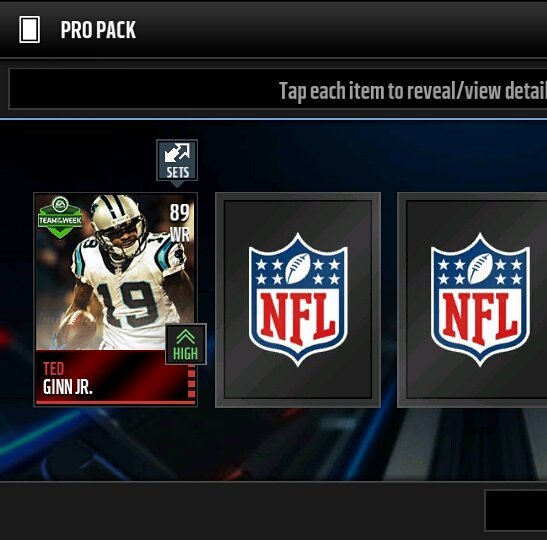 PRO PACK
Tap each item to reveal/view detail
SETS
EA
TEAM OF THE WEEK
89
WR
19
HIGH
TED
GINN JR.
NFL
NFL